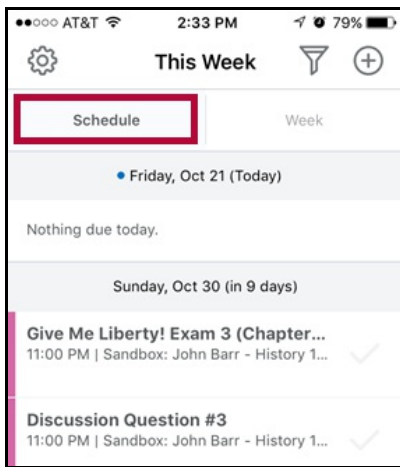 AT&T 2:33 PM 79%
This Week
Schedule Week
Friday, Oct 21 (Today)
Nothing due today.
Sunday, Oct 30 (in 9 days)
Give Me Liberty! Exam 3 (Chapter...
11:00 PM | Sandbox: John Barr - History 1...
Discussion Question #3
11:00 PM | Sandbox: John Barr - History 1...